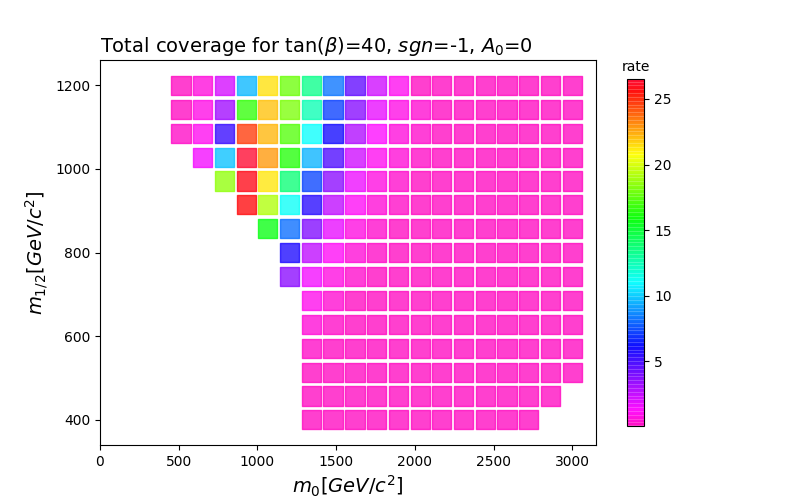 Total coverage for tan(β)=40, sgn=-1, A₀=0
rate
1200
1000
800
600
400
25
20
15
10
5
m₁/₂[GeV/c²]
0 500 1000 1500 2000 2500 3000
m₀[GeV/c²]